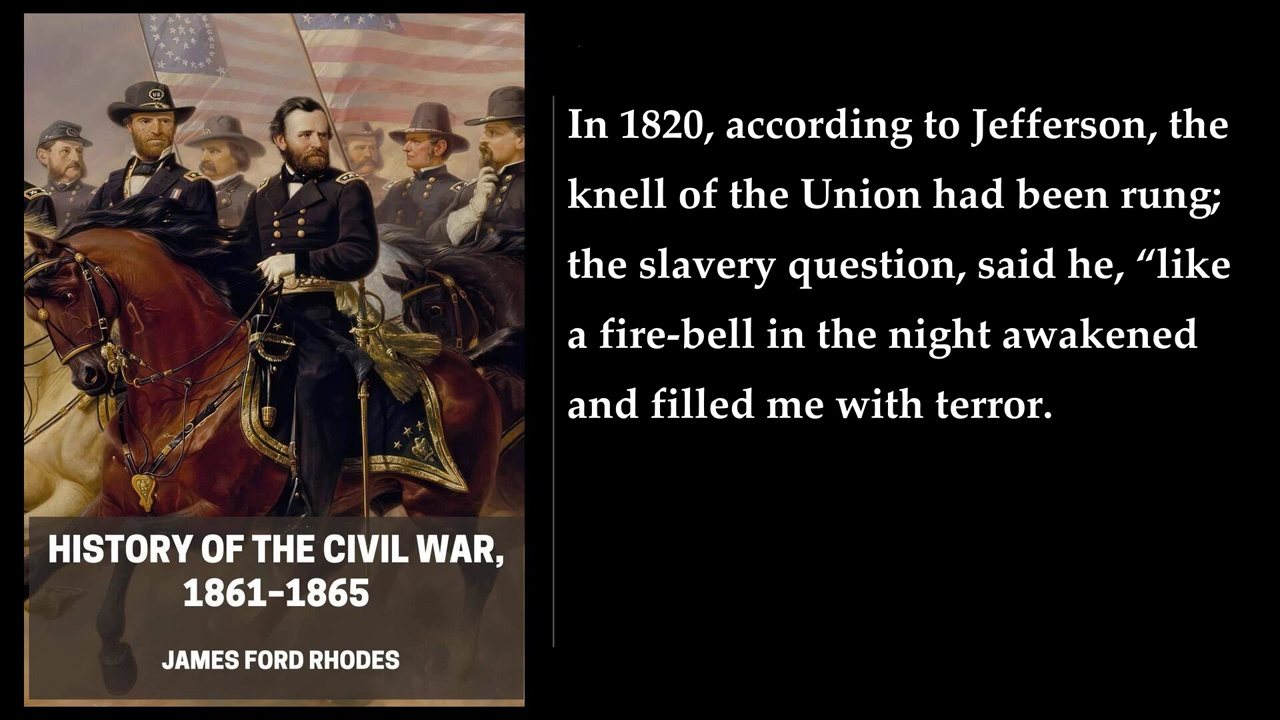 HISTORY OF THE CIVIL WAR,
1861–1865
JAMES FORD RHODES
In 1820, according to Jefferson, the
knell of the Union had been rung;
the slavery question, said he, “like
a fire-bell in the night awakened
and filled me with terror.